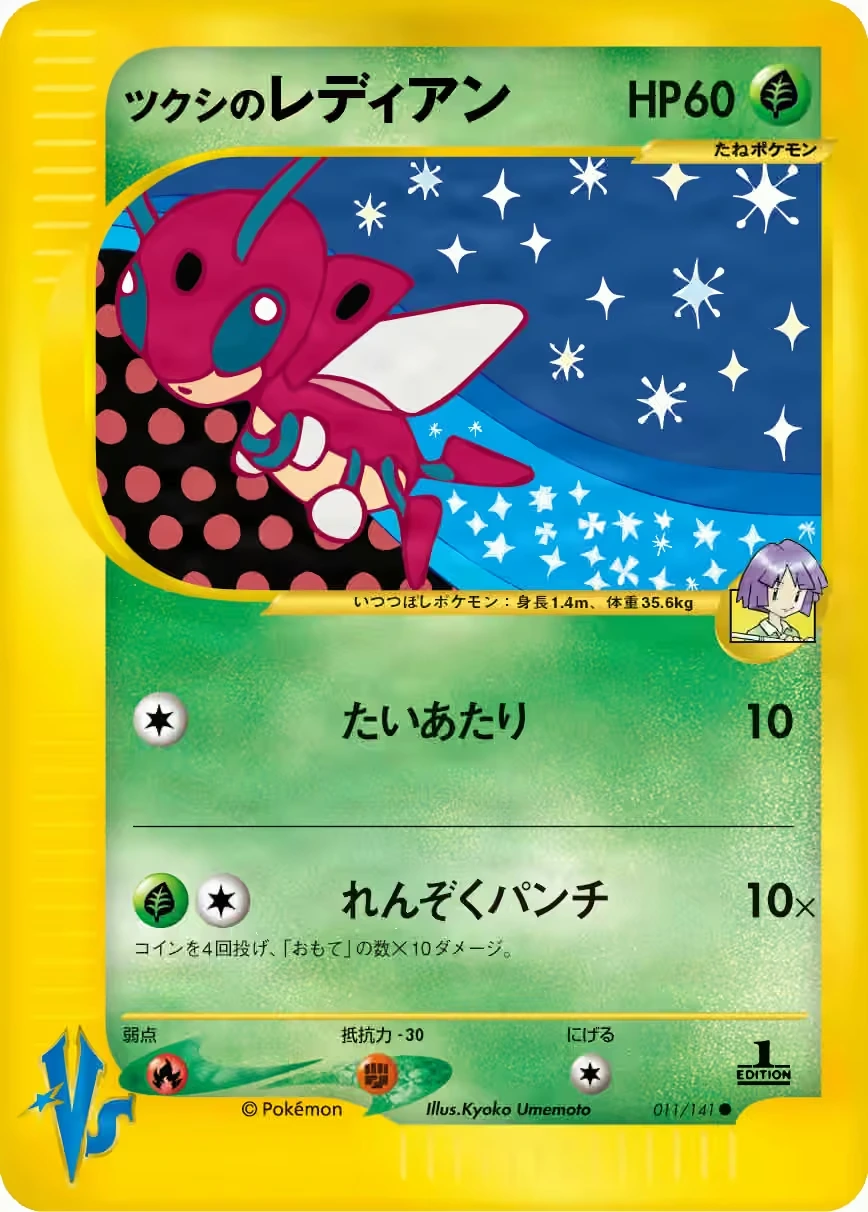 ツクシのレディアン HP60
たねポケモン
いつつぼしポケモン：身長1.4m、体重35.6kg
たいあたり 10
れんぞくパンチ 10×
コインを4回投げ、「おもて」の数×10ダメージ。
弱点 抵抗力 -30 にげる
1
EDITION
VS
© Pokémon Illus.Kyoko Umemoto 011/141●